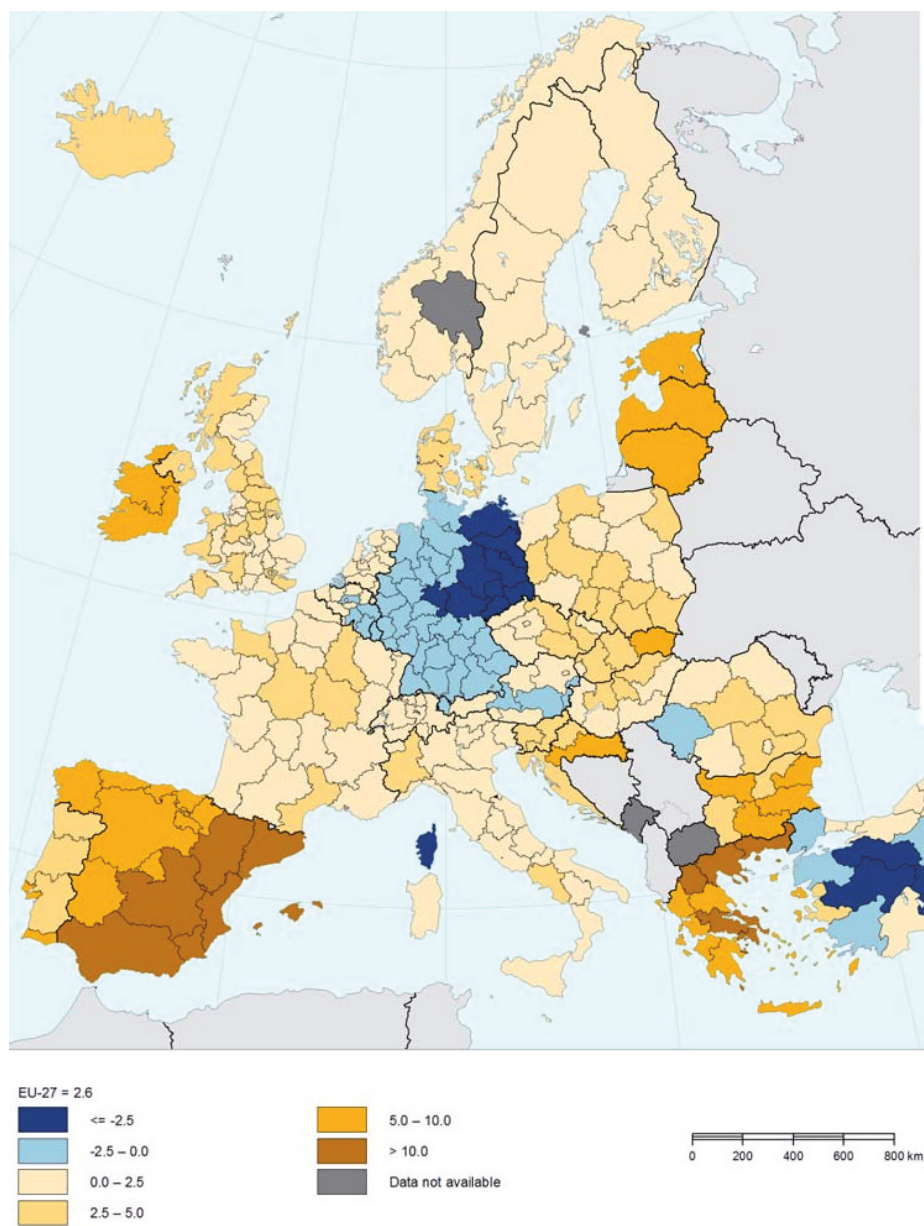 EU-27 = 2.6
<= -2.5
-2.5 – 0.0
0.0 – 2.5
2.5 – 5.0
5.0 – 10.0
> 10.0
Data not available
0 200 400 600 800 km